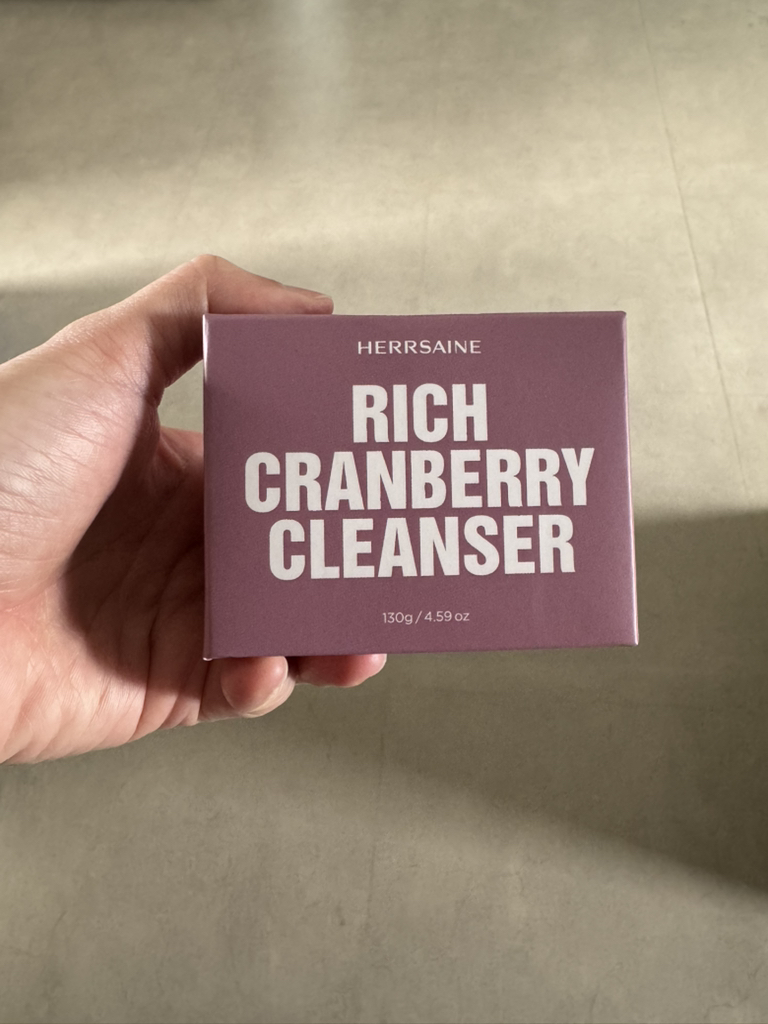 HERRSAINE
RICH
CRANBERRY
CLEANSER
130g / 4.59 oz